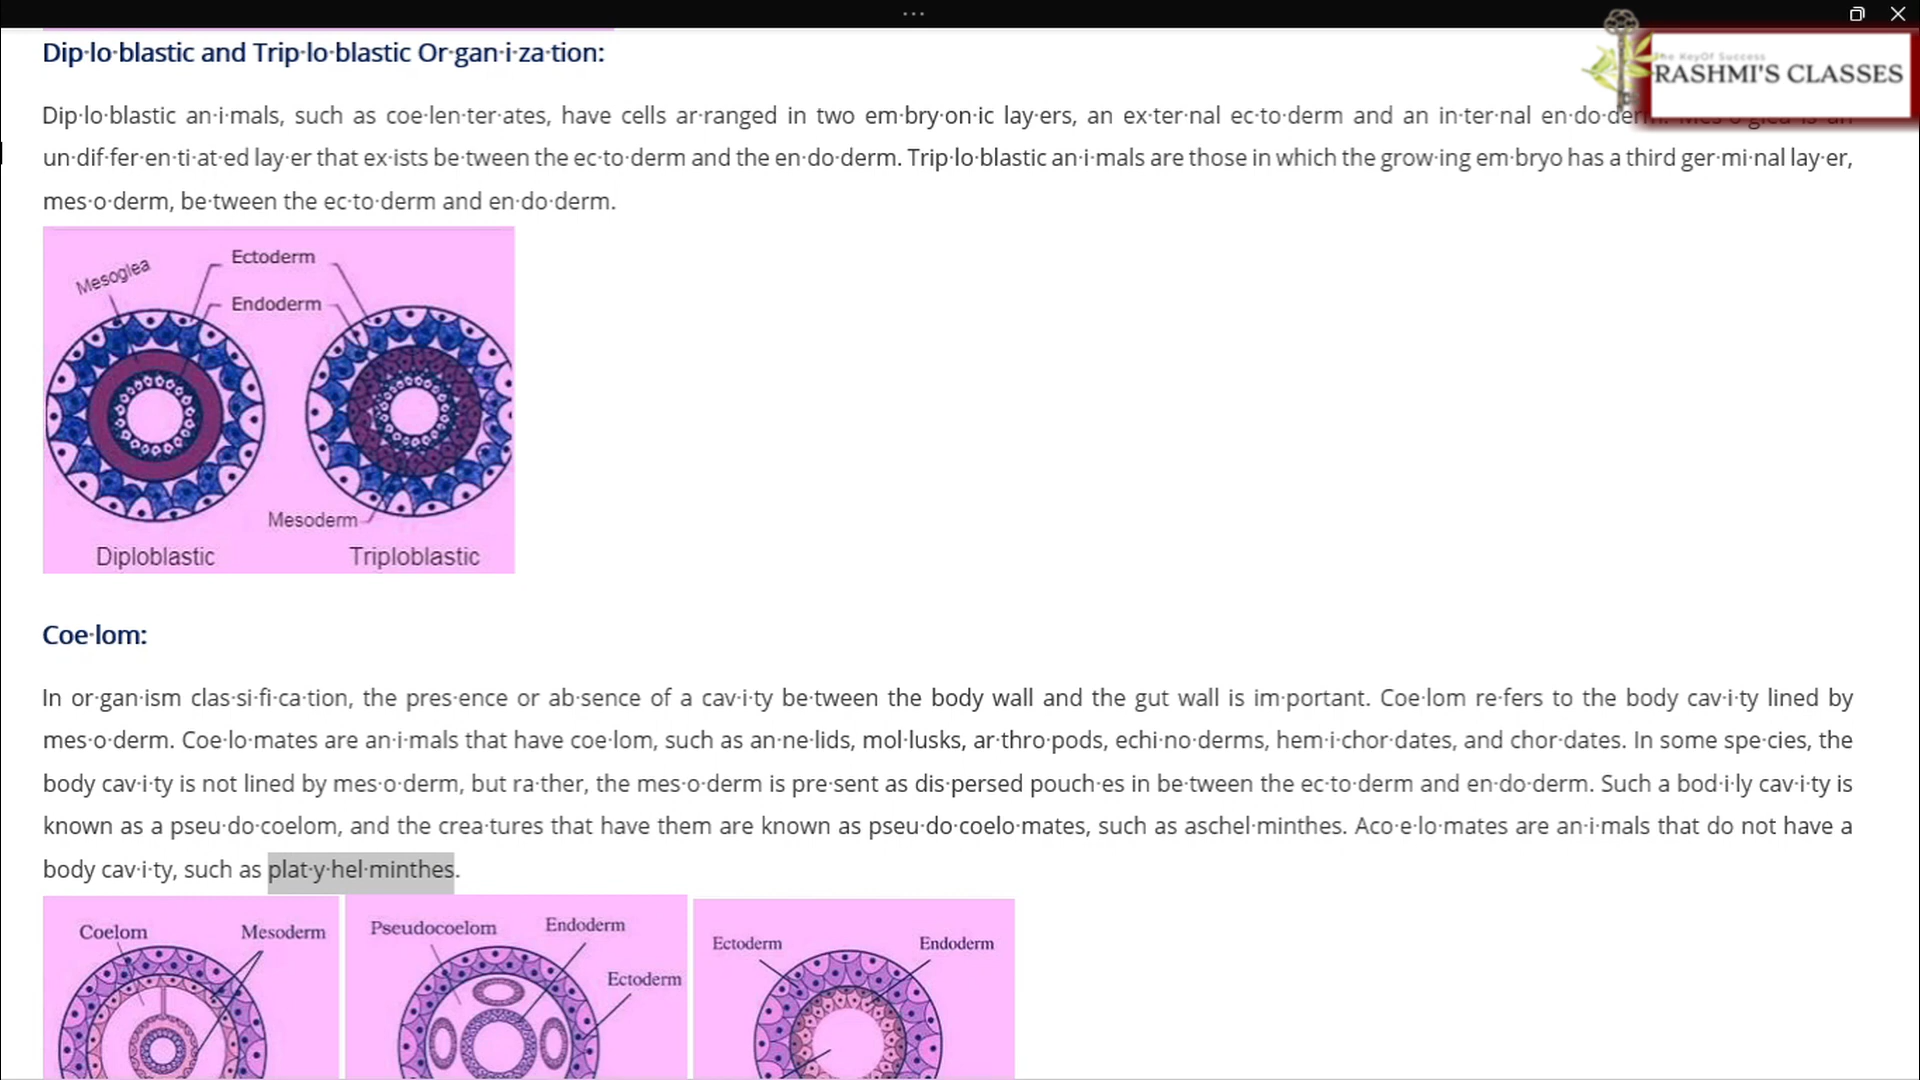 Dip·lo·blastic and Trip·lo·blastic Or·gan·i·za·tion:
The KeyOf Success
RASHMI'S CLASSES
Dip·lo·blastic an·i·mals, such as coe·len·ter·ates, have cells ar·ranged in two em·bry·on·ic lay·ers, an ex·ter·nal ec·to·derm and an in·ter·nal en·do·derm. Mes·o·glea is an
un·dif·fer·en·ti·at·ed lay·er that ex·ists be·tween the ec·to·derm and the en·do·derm. Trip·lo·blastic an·i·mals are those in which the grow·ing em·bryo has a third ger·mi·nal lay·er,
mes·o·derm, be·tween the ec·to·derm and en·do·derm.
Mesoglea
Ectoderm
Endoderm
Mesoderm
Diploblastic Triploblastic
Coe·lom:
In or·gan·ism clas·si·fi·ca·tion, the pres·ence or ab·sence of a cav·i·ty be·tween the body wall and the gut wall is im·por­tant. Coe·lom re·fers to the body cav·i·ty lined by
mes·o·derm. Coe·lo·mates are an·i·mals that have coe·lom, such as an·ne·lids, mol·lusks, ar·thro·pods, echi·no·derms, hem·i·chor·dates, and chor·dates. In some spe·cies, the
body cav·i·ty is not lined by mes·o·derm, but ra·ther, the mes·o·derm is pre·sent as dis·persed pouch·es in be·tween the ec·to·derm and en·do·derm. Such a bod·i·ly cav·i·ty is
known as a pseu·do·coelom, and the crea·tures that have them are known as pseu·do·coelo·mates, such as aschel·minthes. Aco·e·lo·mates are an·i·mals that do not have a
body cav·i·ty, such as plat·y·hel·minthes.
Coelom Mesoderm
Pseudocoelom Endoderm
Ectoderm
Ectoderm Endoderm